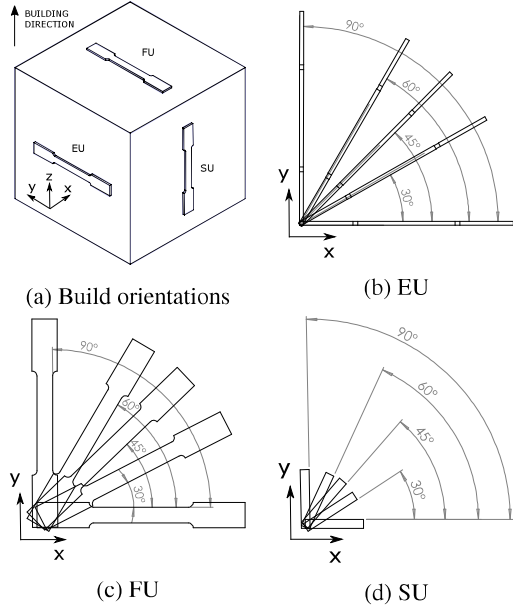 BUILDING
DIRECTION
FU
EU
SU
z
y
x
(a) Build orientations
90°
60°
45°
30°
y
x
(b) EU
90°
60°
45°
30°
y
x
(c) FU
90°
60°
45°
30°
y
x
(d) SU